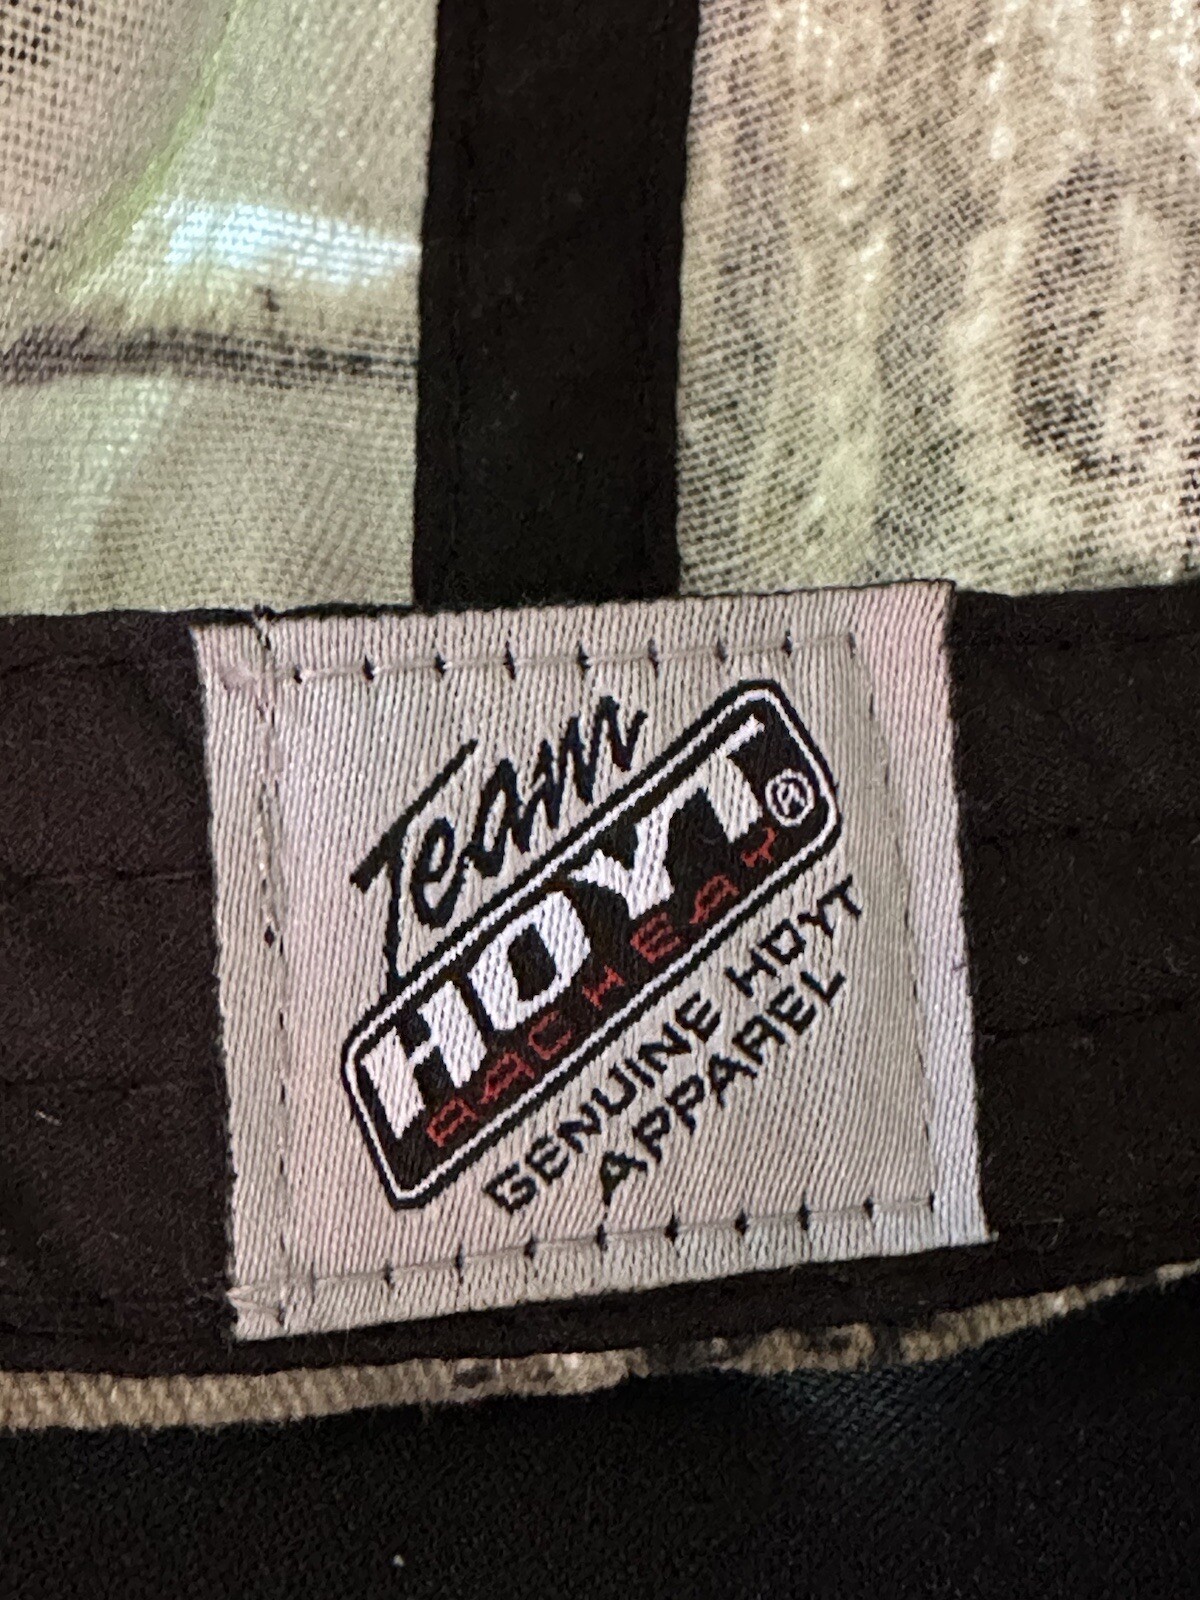 Team
HOYT®
ARCHERY
GENUINE HOYT
APPAREL